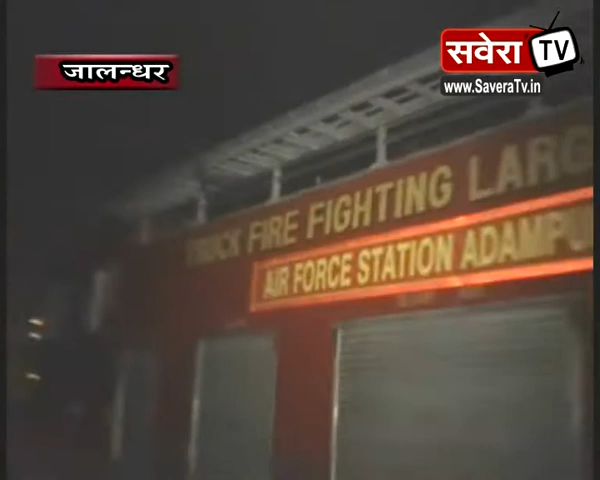 जालन्धर
सवेरा TV
www.SaveraTv.in
TRUCK FIRE FIGHTING LARG
AIR FORCE STATION ADAMPU